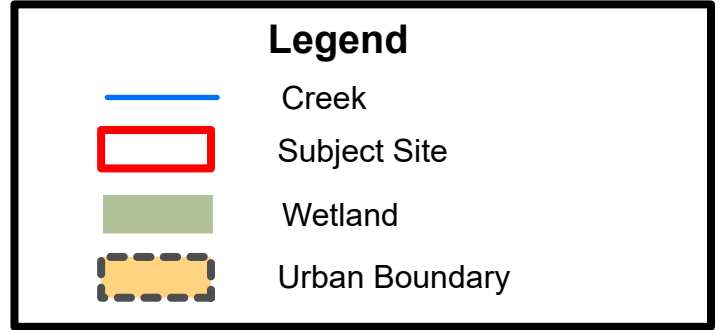 Legend
Creek
Subject Site
Wetland
Urban Boundary